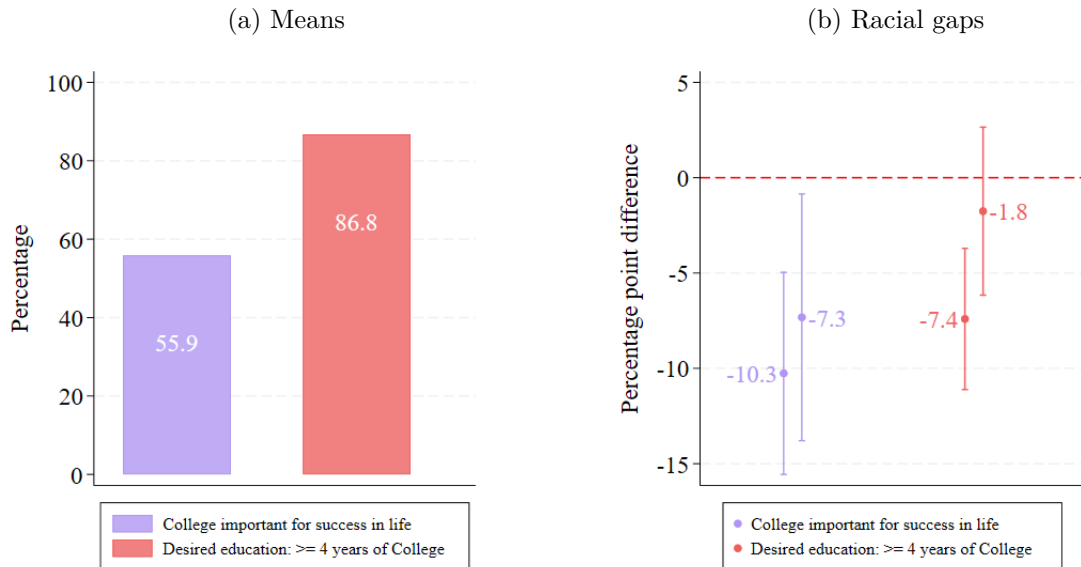 (a) Means
Percentage
100
80
60
40
20
0
55.9
86.8
College important for success in life
Desired education: >= 4 years of College
(b) Racial gaps
Percentage point difference
5
0
-5
-10
-15
-10.3
-7.3
-7.4
-1.8
College important for success in life
Desired education: >= 4 years of College